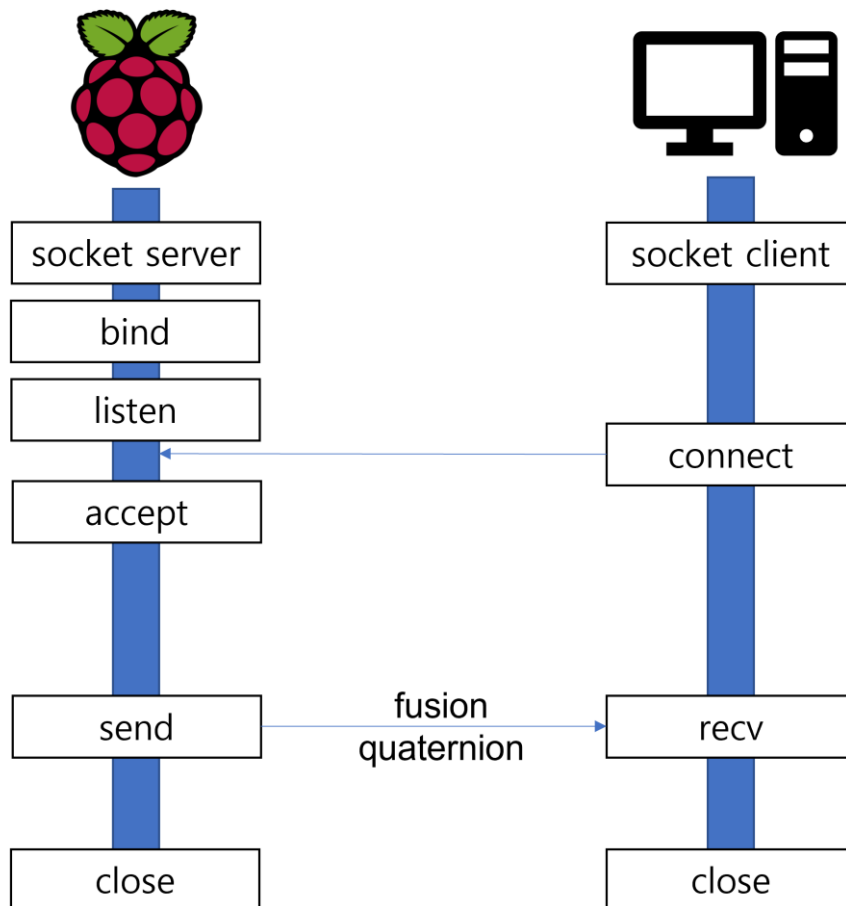 socket server
socket client
bind
listen
connect
accept
send
fusion
quaternion
recv
close
close